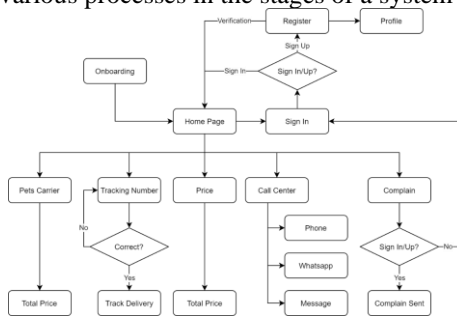 various processes in the stages of a system
Verification
Register
Profile
Sign Up
Onboarding
Sign In
Sign In/Up?
Home Page
Sign In
Pets Carrier
Tracking Number
Price
Call Center
Complain
No
Correct?
Phone
Sign In/Up?
No
Whatsapp
Yes
Yes
Total Price
Track Delivery
Total Price
Message
Complain Sent